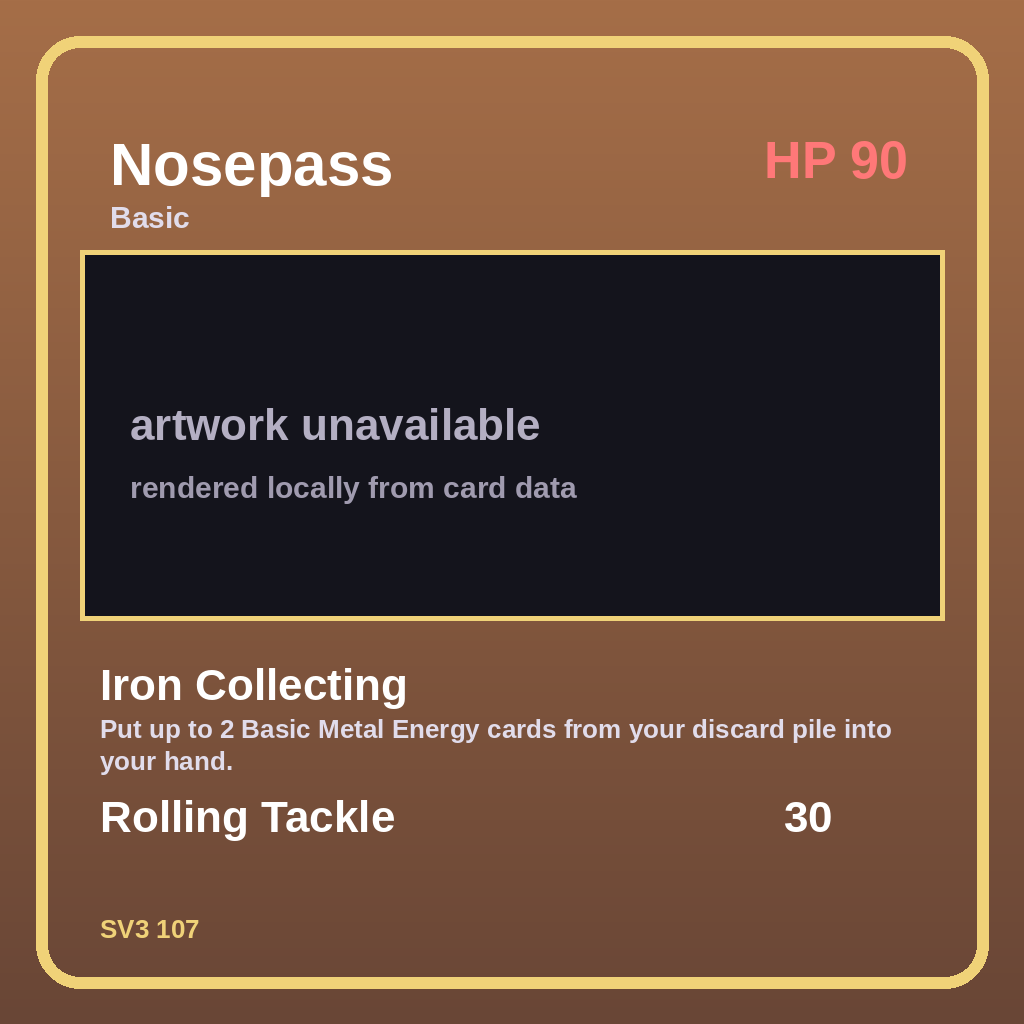 Nosepass
HP 90
Basic
artwork unavailable
rendered locally from card data
Iron Collecting
Put up to 2 Basic Metal Energy cards from your discard pile into
your hand.
Rolling Tackle
30
SV3 107